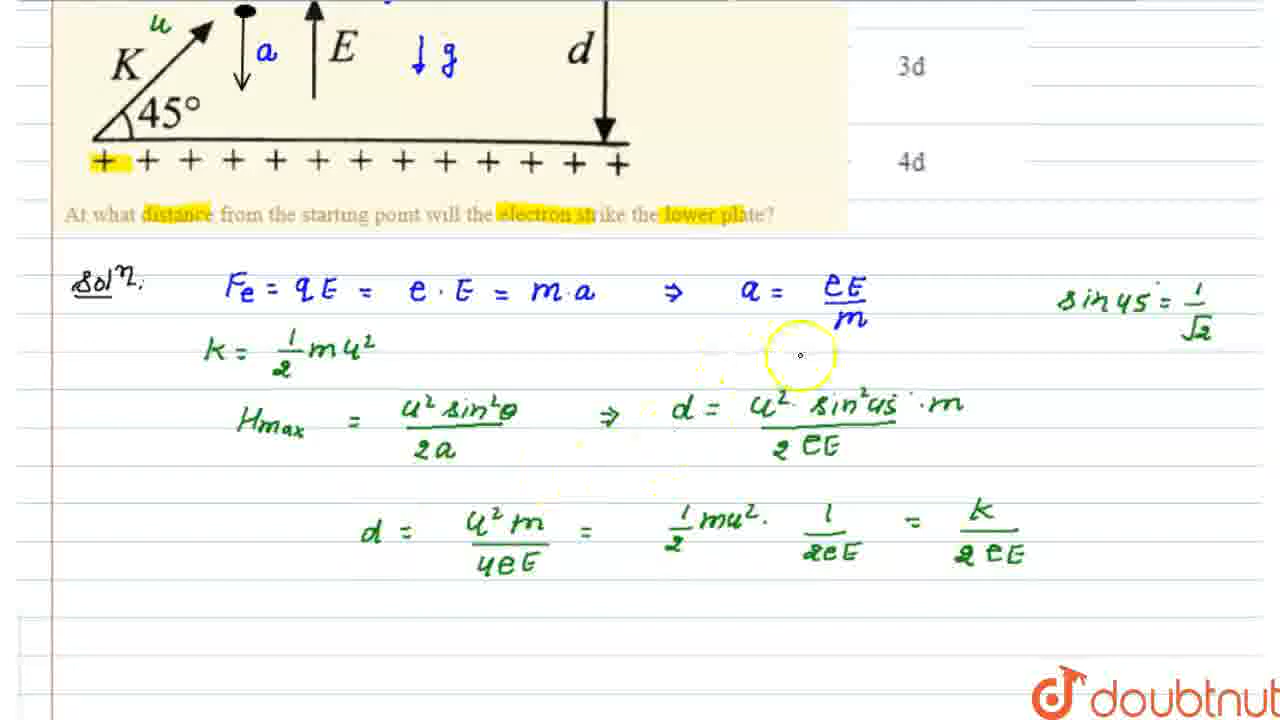 u
K a E g d
45°
+ + + + + + + + + + + + +
3d
4d
At what distance from the starting point will the electron strike the lower plate?
Solⁿ. Fe = qE = e . E = m.a ⇒ a = eE/m
sin 45° = 1/√2
K = 1/2 mu²
Hmax = u² sin²θ/2a ⇒ d = u². sin²45° . m/2eE
d = u²m/4eE = 1/2 mu². 1/2eE = K/2eE
doubtnut